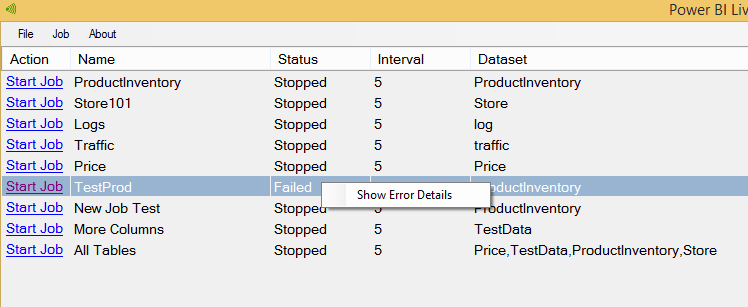 Power BI Liv
File Job About
Action Name Status Interval Dataset
Start Job ProductInventory Stopped 5 ProductInventory
Start Job Store101 Stopped 5 Store
Start Job Logs Stopped 5 log
Start Job Traffic Stopped 5 traffic
Start Job Price Stopped 5 Price
Start Job TestProd Failed ProductInventory
Show Error Details
Start Job New Job Test Stopped 5 ProductInventory
Start Job More Columns Stopped 5 TestData
Start Job All Tables Stopped 5 Price,TestData,ProductInventory,Store